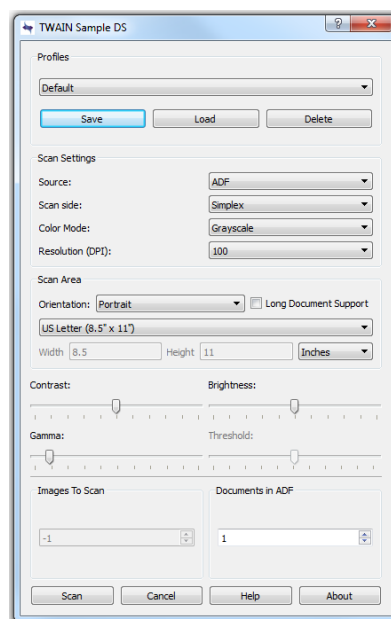 TWAIN Sample DS
Profiles
Default
Save Load Delete
Scan Settings
Source: ADF
Scan side: Simplex
Color Mode: Grayscale
Resolution (DPI): 100
Scan Area
Orientation: Portrait Long Document Support
US Letter (8.5" x 11")
Width 8.5 Height 11 Inches
Contrast: Brightness:
Gamma: Threshold:
Images To Scan Documents in ADF
-1 1
Scan Cancel Help About